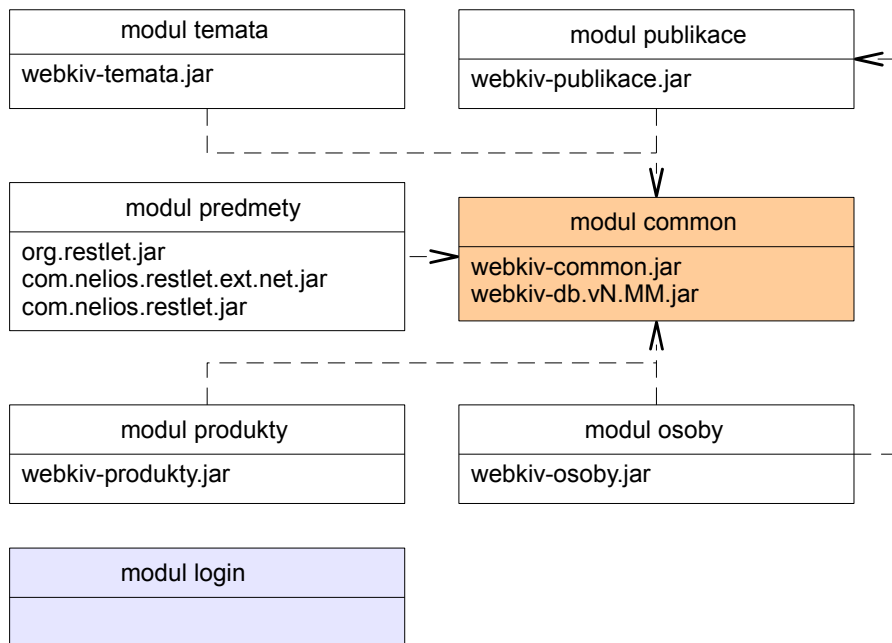 modul temata
webkiv-temata.jar
modul publikace
webkiv-publikace.jar
modul predmety
org.restlet.jar
com.nelios.restlet.ext.net.jar
com.nelios.restlet.jar
modul common
webkiv-common.jar
webkiv-db.vN.MM.jar
modul produkty
webkiv-produkty.jar
modul osoby
webkiv-osoby.jar
modul login